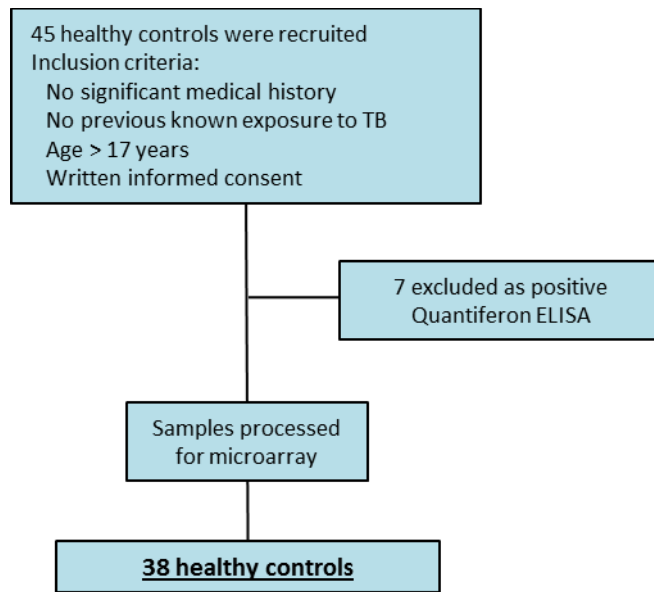 45 healthy controls were recruited
Inclusion criteria:
No significant medical history
No previous known exposure to TB
Age > 17 years
Written informed consent
7 excluded as positive
Quantiferon ELISA
Samples processed
for microarray
38 healthy controls